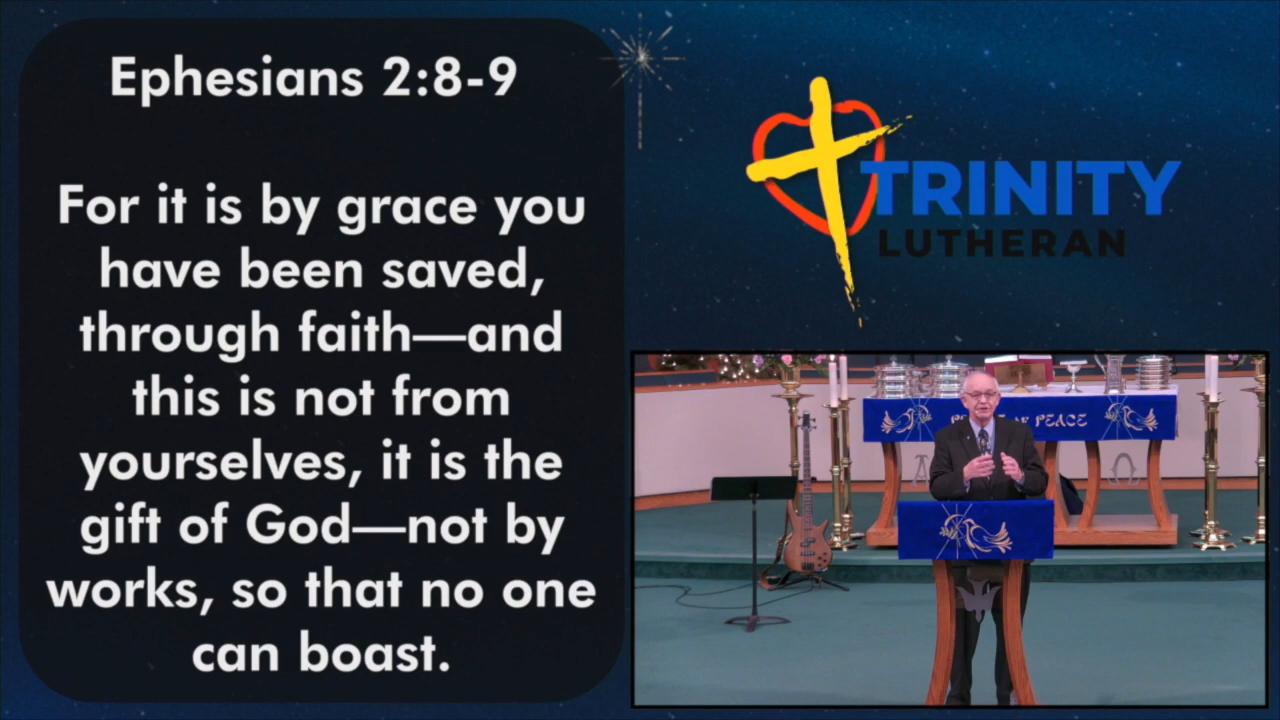 Ephesians 2:8-9
For it is by grace you
have been saved,
through faith—and
this is not from
yourselves, it is the
gift of God—not by
works, so that no one
can boast.
TRINITY
LUTHERAN
OF PEACE